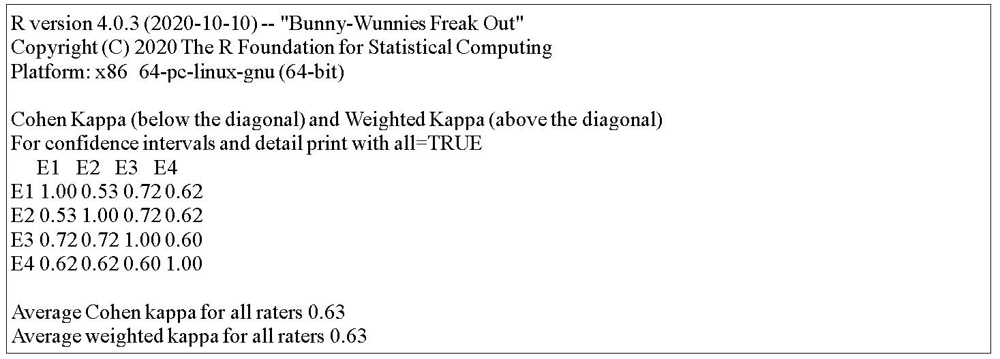 R version 4.0.3 (2020-10-10) -- "Bunny-Wunnies Freak Out"
Copyright (C) 2020 The R Foundation for Statistical Computing
Platform: x86 64-pc-linux-gnu (64-bit)
Cohen Kappa (below the diagonal) and Weighted Kappa (above the diagonal)
For confidence intervals and detail print with all=TRUE
E1 E2 E3 E4
E1 1.00 0.53 0.72 0.62
E2 0.53 1.00 0.72 0.62
E3 0.72 0.72 1.00 0.60
E4 0.62 0.62 0.60 1.00
Average Cohen kappa for all raters 0.63
Average weighted kappa for all raters 0.63